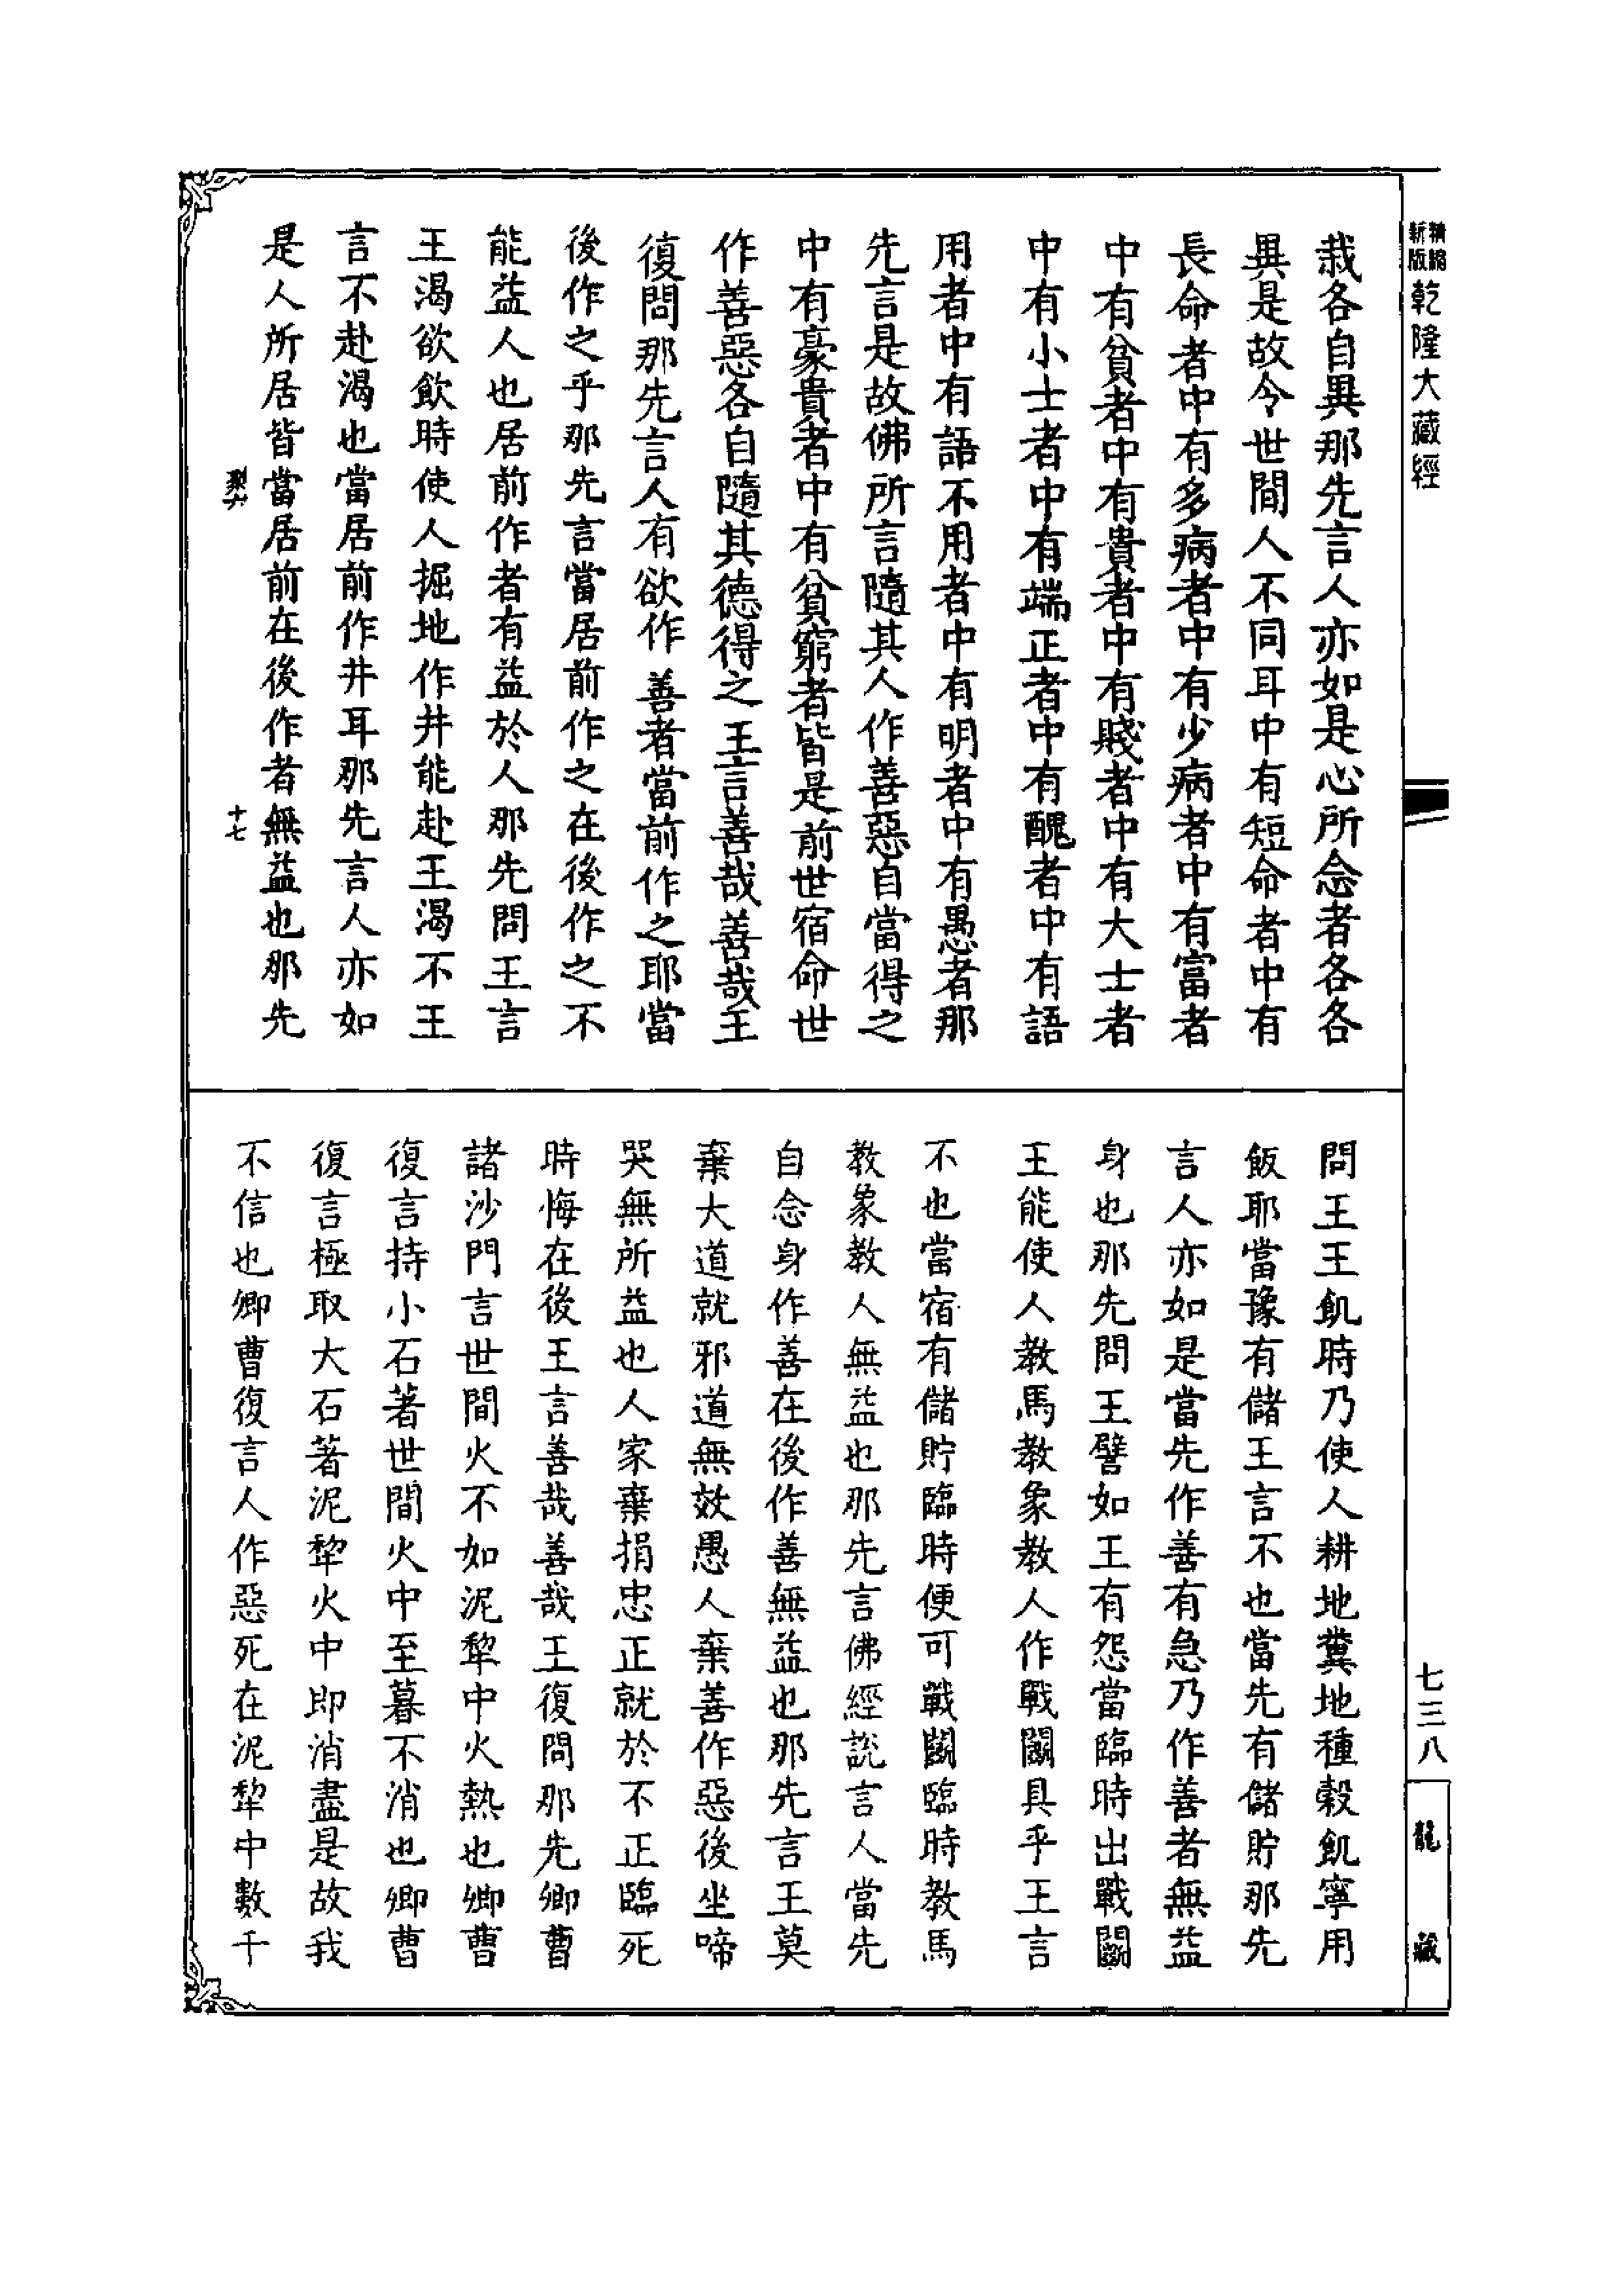 精縮
新版
乾隆大藏經
栽各自異那先言人亦如是心所念者各各
異是故今世間人不同耳中有短命者中有
長命者中有多病者中有少病者中有富者
中有貧者中有貴者中有賤者中有大士者
中有小士者中有端正者中有醜者中有語
用者中有語不用者中有明者中有愚者那
先言是故佛所言隨其人作善惡自當得之
中有豪貴者中有貧窮者皆是前世宿命世
作善惡各自隨其德得之王言善哉善哉王
復問那先言人有欲作善者當前作之耶當
後作之乎那先言當居前作之在後作之不
能益人也居前作者有益於人那先問王言
王渴欲飲時使人掘地作井能赴王渴不王
言不赴渴也當居前作井耳那先言人亦如
是人所居皆當居前在後作者無益也那先
十七
問王王飢時乃使人耕地糞地種穀飢寧用
飯耶當豫有儲王言不也當先有儲貯那先
言人亦如是當先作善有急乃作善者無益
身也那先問王譬如王有怨當臨時出戰鬭
王能使人教馬教象教人作戰鬭具乎王言
不也當宿有儲貯臨時便可戰鬭臨時教馬
教象教人無益也那先言佛經說言人當先
自念身作善在後作善無益也那先言王莫
棄大道就邪道無效愚人棄善作惡後坐啼
哭無所益也人家棄捐忠正就於不正臨死
時悔在後王言善哉善哉王復問那先卿曹
諸沙門言世間火不如泥犂中火熱也卿曹
復言持小石著世間火中至暮不消也卿曹
復言極取大石著泥犂火中即消盡是故我
不信也卿曹復言人作惡死在泥犂中數千
七三八
龍藏